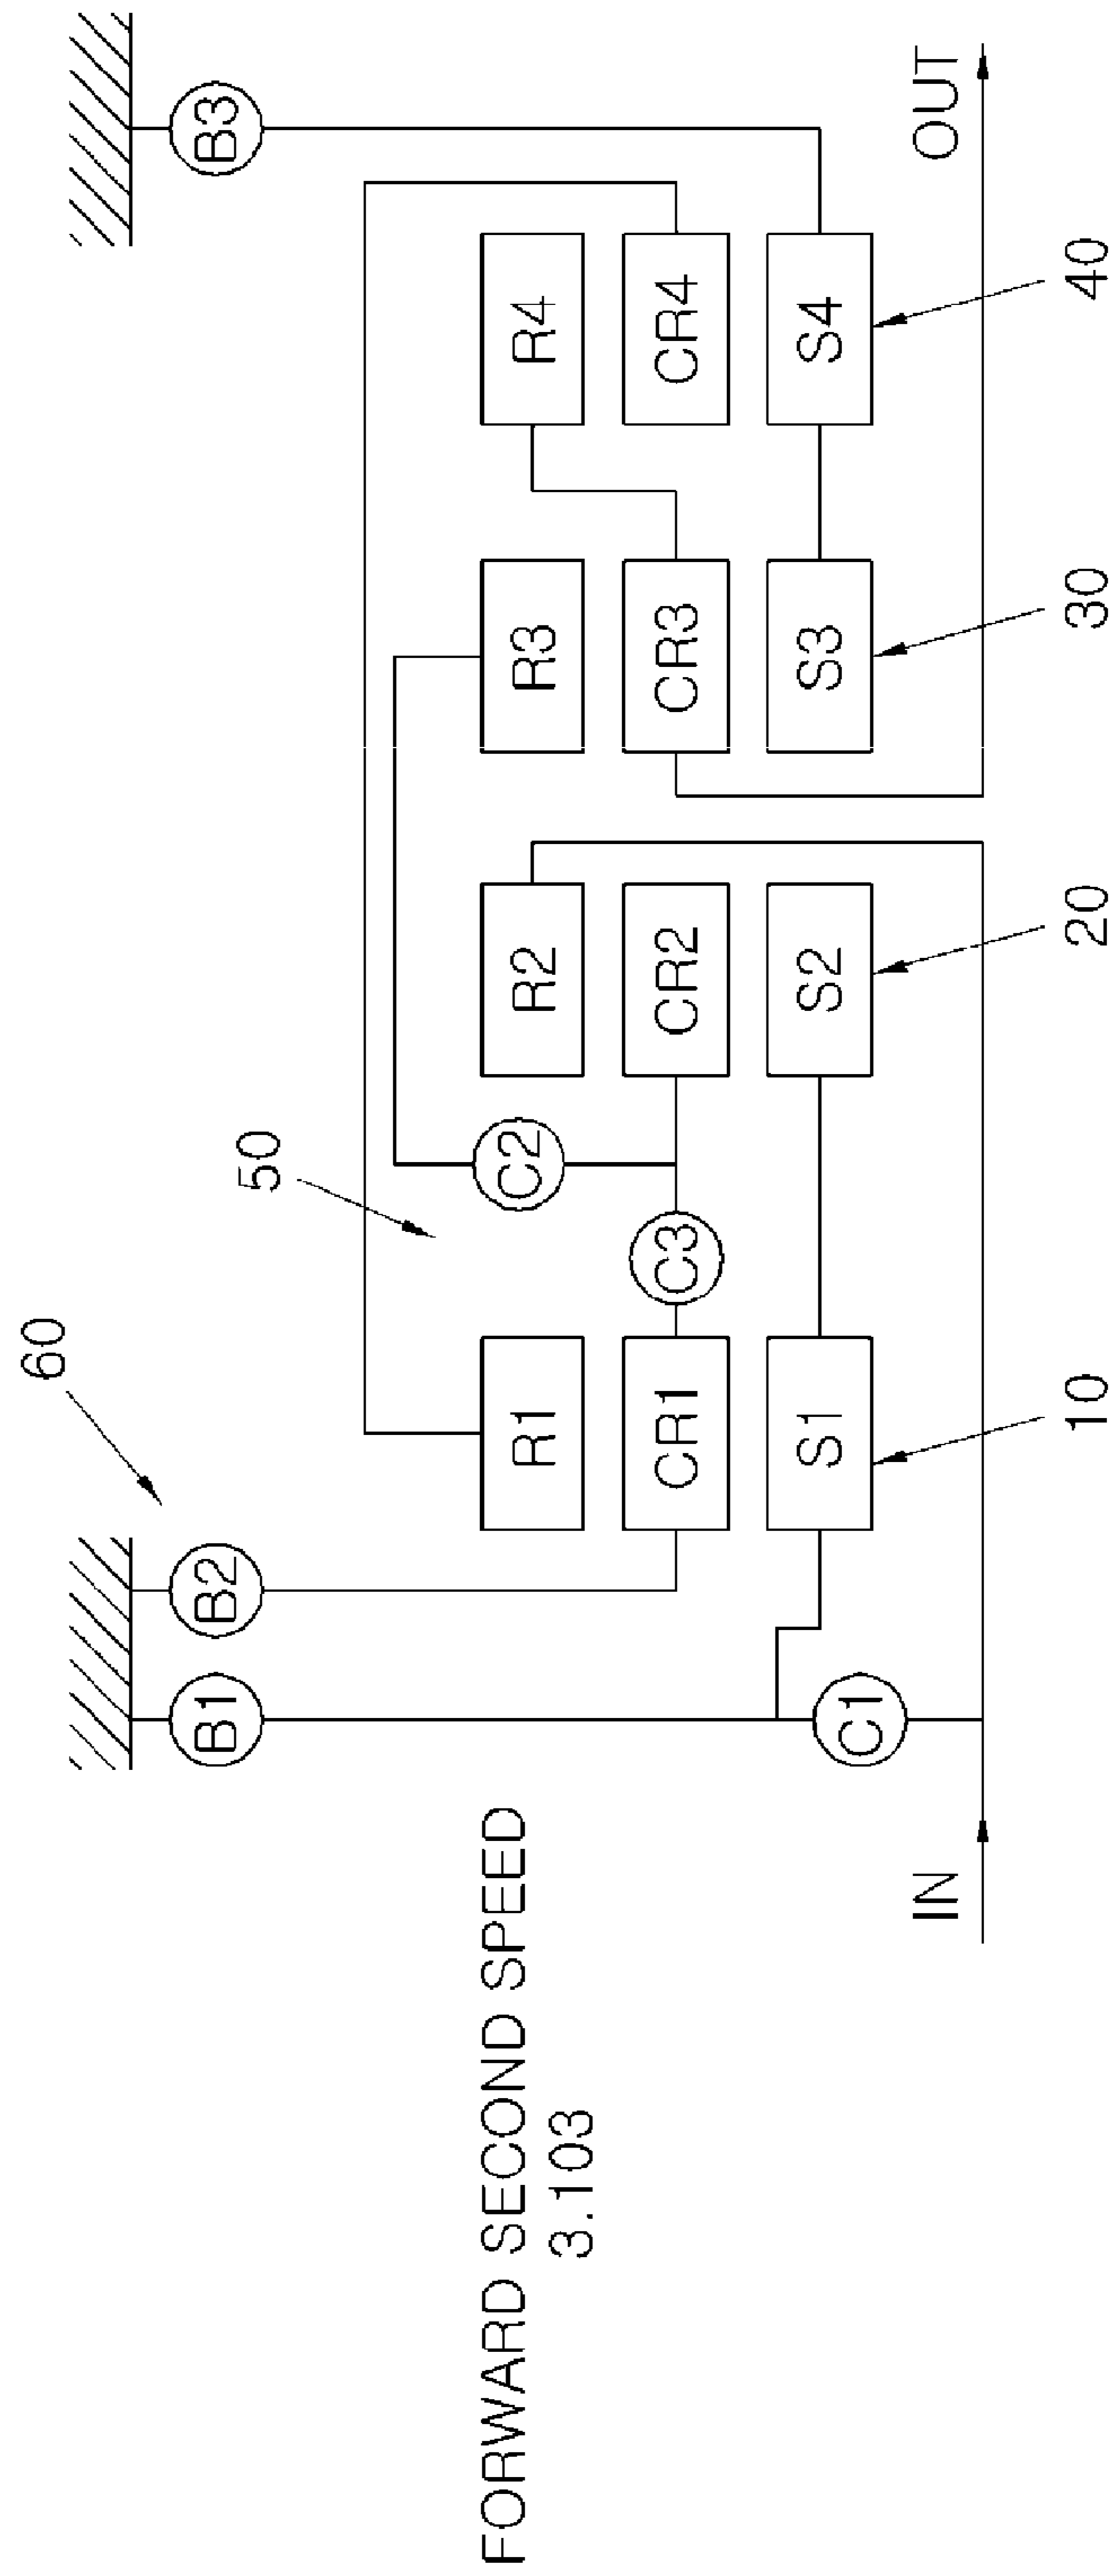 FORWARD SECOND SPEED
3.103
60
50
B1
B2
B3
C2
R1
R2
R3
R4
CR1
C3
CR2
CR3
CR4
S1
S2
S3
S4
C1
IN
OUT
10
20
30
40